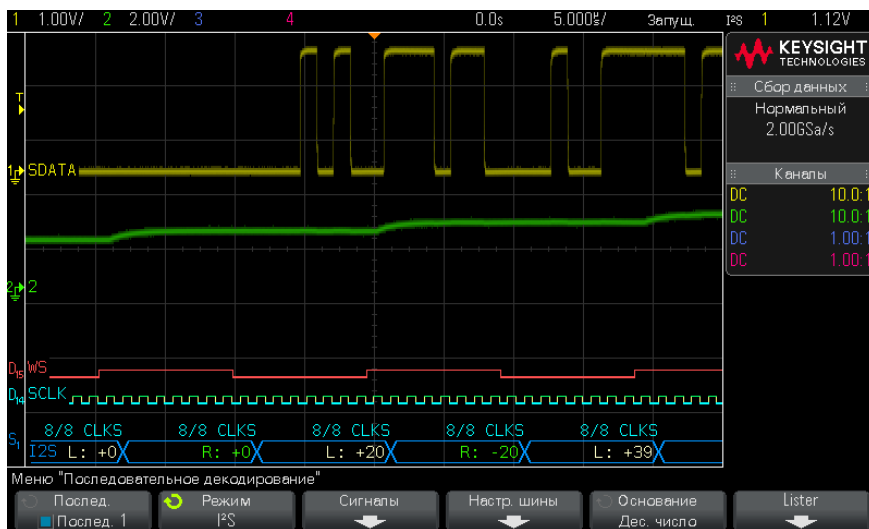 1 1.00V/ 2 2.00V/ 3 4 0.0s 5.000㎲/ Запущ. I²S 1 1.12V
KEYSIGHT
TECHNOLOGIES
Сбор данных
Нормальный
2.00GSa/s
Каналы
DC 10.0:1
DC 10.0:1
DC 1.00:1
DC 1.00:1
T
1 SDATA
2 2
D15 WS
D14 SCLK
8/8 CLKS 8/8 CLKS 8/8 CLKS 8/8 CLKS 8/8 CLKS
S1 I2S L: +0 R: +0 L: +20 R: -20 L: +39
Меню "Последовательное декодирование"
Послед. Режим Сигналы Настр. шины Основание Lister
Послед. 1 I²S Дес. число